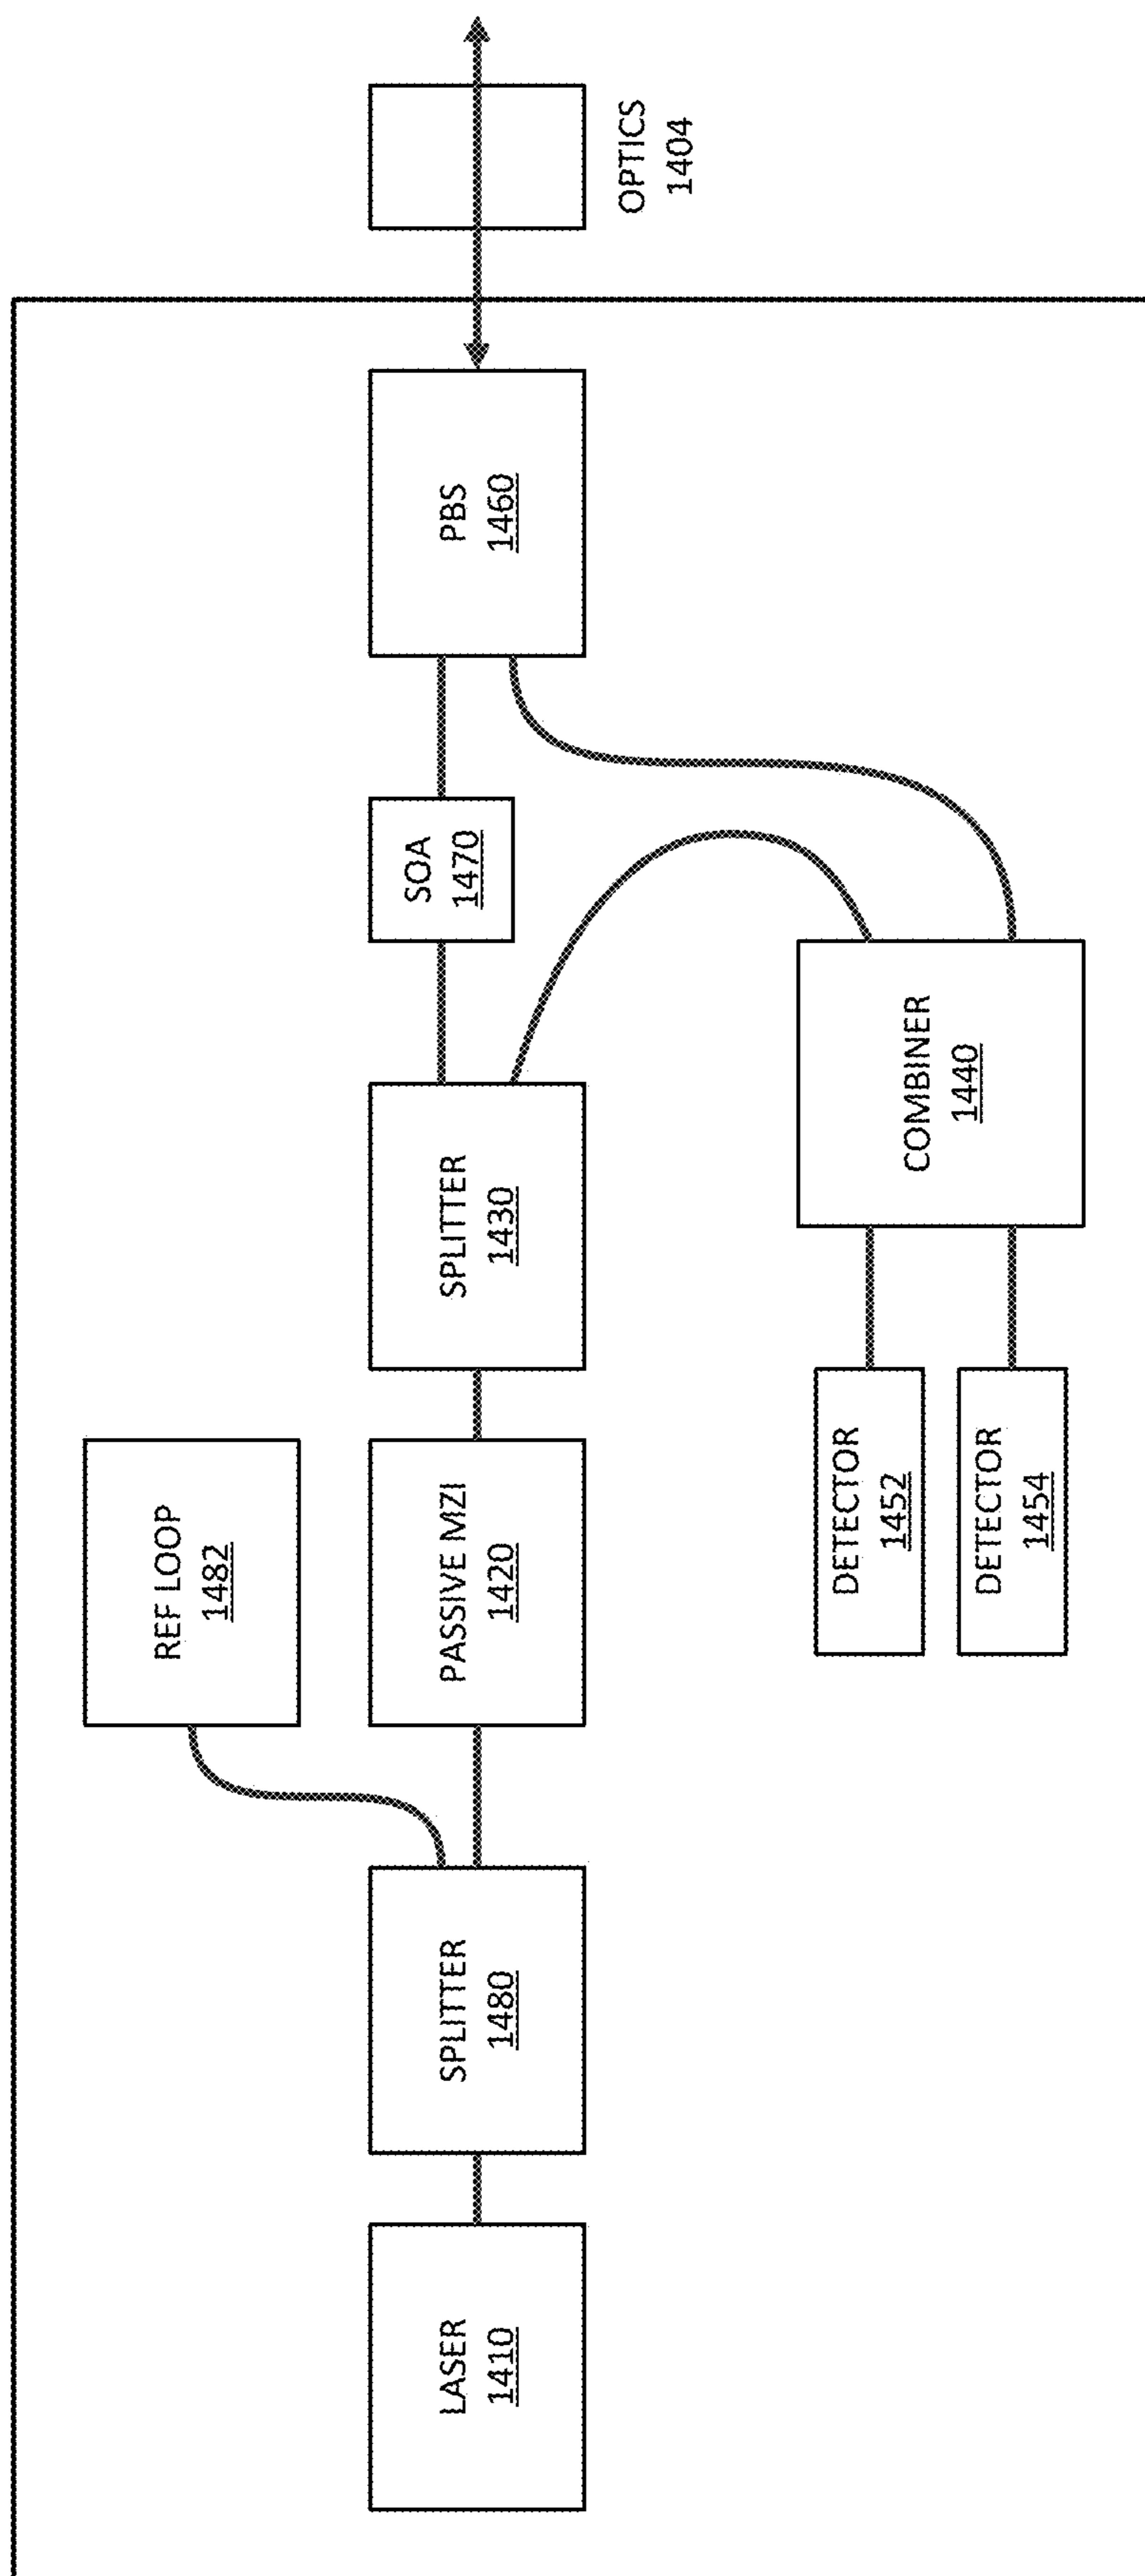 REF LOOP
1482
LASER
1410
SPLITTER
1480
PASSIVE MZI
1420
SPLITTER
1430
SOA
1470
PBS
1460
OPTICS
1404
DETECTOR
1452
DETECTOR
1454
COMBINER
1440